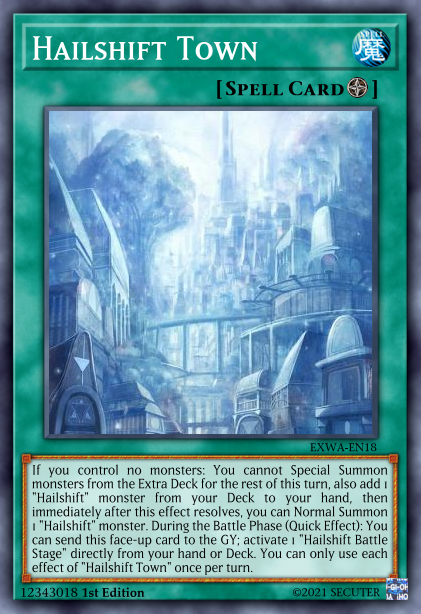 HAILSHIFT TOWN
魔
[SPELL CARD]
EXWA-EN18
If you control no monsters: You cannot Special Summon
monsters from the Extra Deck for the rest of this turn, also add 1
"Hailshift" monster from your Deck to your hand, then
immediately after this effect resolves, you can Normal Summon
1 "Hailshift" monster. During the Battle Phase (Quick Effect): You
can send this face-up card to the GY; activate 1 "Hailshift Battle
Stage" directly from your hand or Deck. You can only use each
effect of "Hailshift Town" once per turn.
12343018 1st Edition
©2021 SECUTER